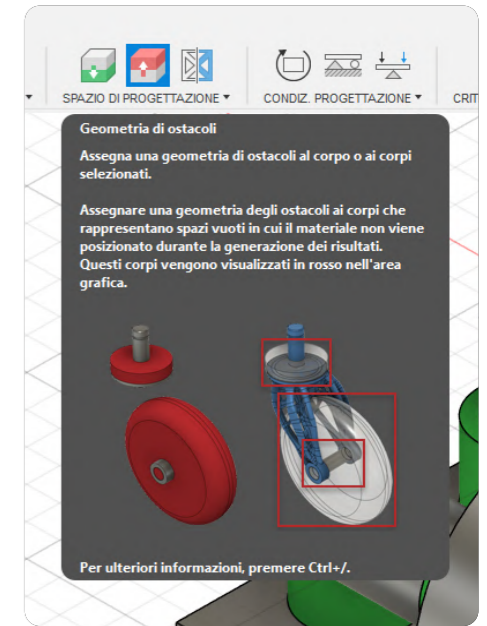 SPAZIO DI PROGETTAZIONE
CONDIZ. PROGETTAZIONE
CRIT
Geometria di ostacoli
Assegna una geometria di ostacoli al corpo o ai corpi
selezionati.
Assegnare una geometria degli ostacoli ai corpi che
rappresentano spazi vuoti in cui il materiale non viene
posizionato durante la generazione dei risultati.
Questi corpi vengono visualizzati in rosso nell'area
grafica.
Per ulteriori informazioni, premere Ctrl+/.